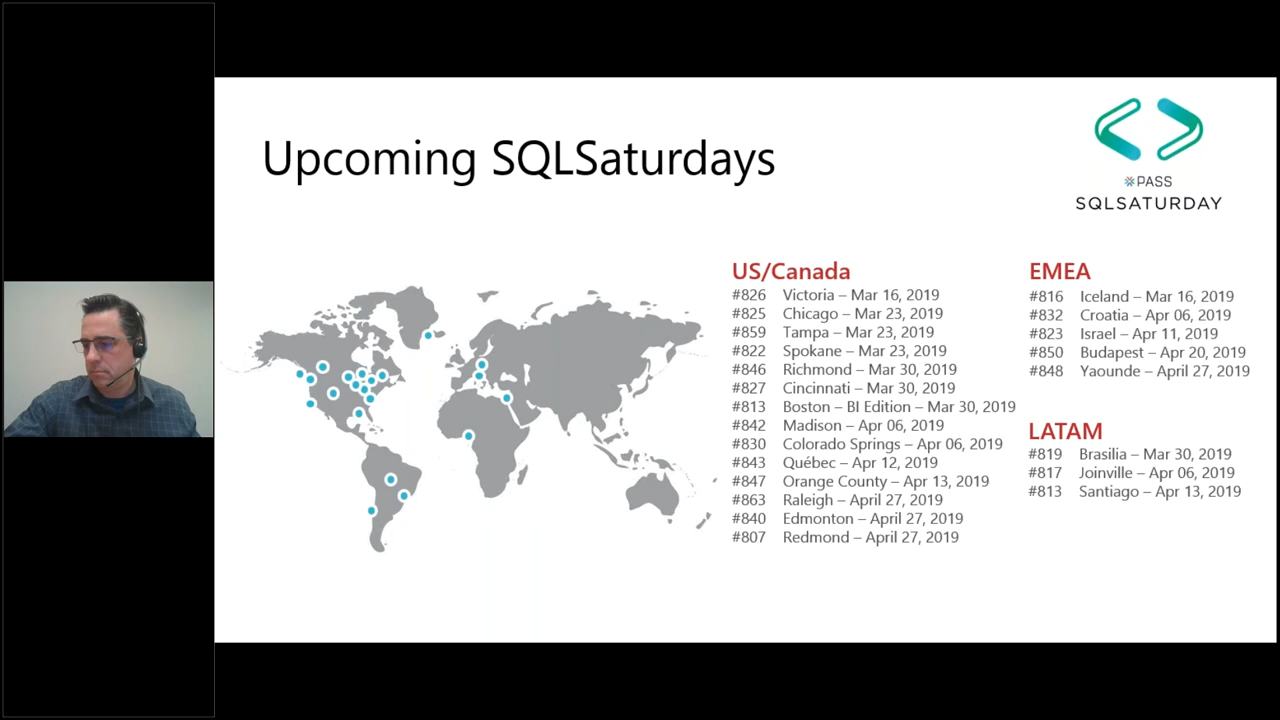 Upcoming SQLSaturdays
PASS
SQLSATURDAY
US/Canada
#826 Victoria – Mar 16, 2019
#825 Chicago – Mar 23, 2019
#859 Tampa – Mar 23, 2019
#822 Spokane – Mar 23, 2019
#846 Richmond – Mar 30, 2019
#827 Cincinnati – Mar 30, 2019
#813 Boston – BI Edition – Mar 30, 2019
#842 Madison – Apr 06, 2019
#830 Colorado Springs – Apr 06, 2019
#843 Québec – Apr 12, 2019
#847 Orange County – Apr 13, 2019
#863 Raleigh – April 27, 2019
#840 Edmonton – April 27, 2019
#807 Redmond – April 27, 2019
EMEA
#816 Iceland – Mar 16, 2019
#832 Croatia – Apr 06, 2019
#823 Israel – Apr 11, 2019
#850 Budapest – Apr 20, 2019
#848 Yaounde – April 27, 2019
LATAM
#819 Brasilia – Mar 30, 2019
#817 Joinville – Apr 06, 2019
#813 Santiago – Apr 13, 2019